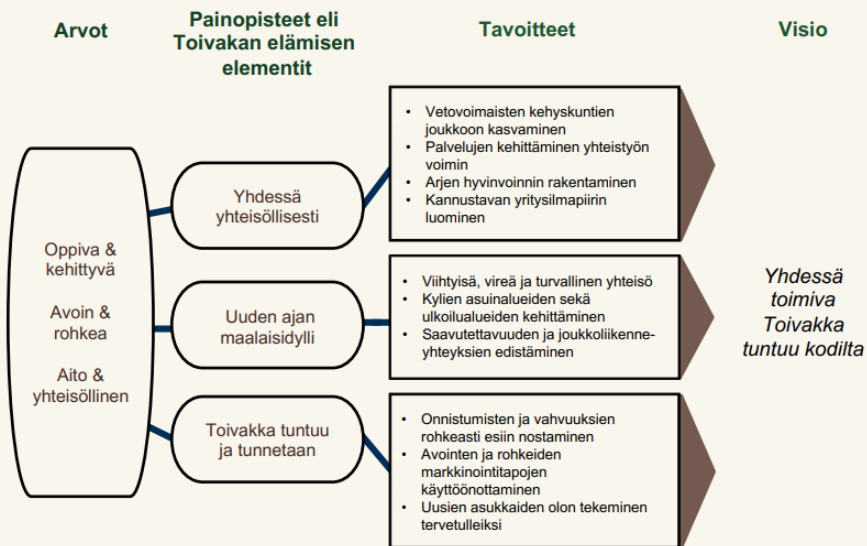 Arvot
Painopisteet eli
Toivakan elämisen
elementit
Tavoitteet
Visio
Oppiva &
kehittyvä
Avoin &
rohkea
Aito &
yhteisöllinen
Yhdessä
yhteisöllisesti
• Vetovoimaisten kehyskuntien
joukkoon kasvaminen
• Palvelujen kehittäminen yhteistyön
voimin
• Arjen hyvinvoinnin rakentaminen
• Kannustavan yritysilmapiirin
luominen
Uuden ajan
maalaisidylli
• Viihtyisä, vireä ja turvallinen yhteisö
• Kylien asuinalueiden sekä
ulkoilualueiden kehittäminen
• Saavutettavuuden ja joukkoliikenne-
yhteyksien edistäminen
Toivakka tuntuu
ja tunnetaan
• Onnistumisten ja vahvuuksien
rohkeasti esiin nostaminen
• Avointen ja rohkeiden
markkinointitapojen
käyttöönottaminen
• Uusien asukkaiden olon tekeminen
tervetulleiksi
Yhdessä
toimiva
Toivakka
tuntuu kodilta